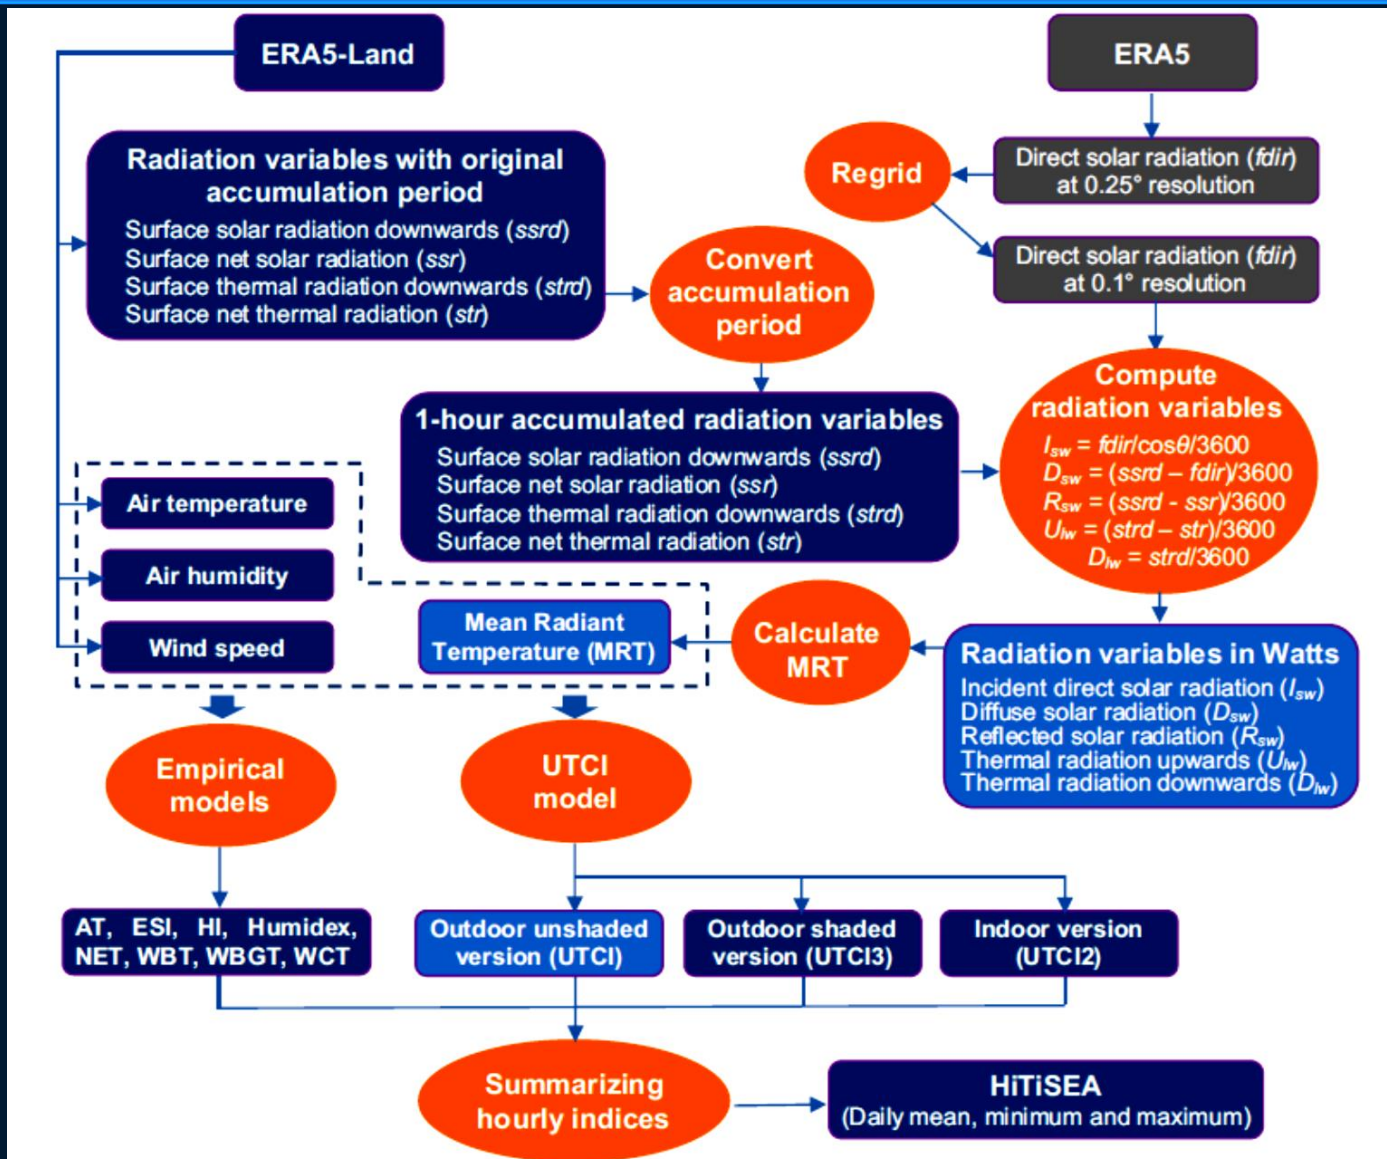 ERA5-Land
ERA5
Radiation variables with original
accumulation period
Surface solar radiation downwards (ssrd)
Surface net solar radiation (ssr)
Surface thermal radiation downwards (strd)
Surface net thermal radiation (str)
Regrid
Direct solar radiation (fdir)
at 0.25° resolution
Direct solar radiation (fdir)
at 0.1° resolution
Convert
accumulation
period
1-hour accumulated radiation variables
Surface solar radiation downwards (ssrd)
Surface net solar radiation (ssr)
Surface thermal radiation downwards (strd)
Surface net thermal radiation (str)
Compute
radiation variables
Isw = fdir/cosθ/3600
Dsw = (ssrd – fdir)/3600
Rsw = (ssrd - ssr)/3600
Ulw = (strd – str)/3600
Dlw = strd/3600
Air temperature
Air humidity
Wind speed
Mean Radiant
Temperature (MRT)
Calculate
MRT
Radiation variables in Watts
Incident direct solar radiation (Isw)
Diffuse solar radiation (Dsw)
Reflected solar radiation (Rsw)
Thermal radiation upwards (Ulw)
Thermal radiation downwards (Dlw)
Empirical
models
UTCI
model
AT, ESI, HI, Humidex,
NET, WBT, WBGT, WCT
Outdoor unshaded
version (UTCI)
Outdoor shaded
version (UTCI3)
Indoor version
(UTCI2)
Summarizing
hourly indices
HiTiSEA
(Daily mean, minimum and maximum)